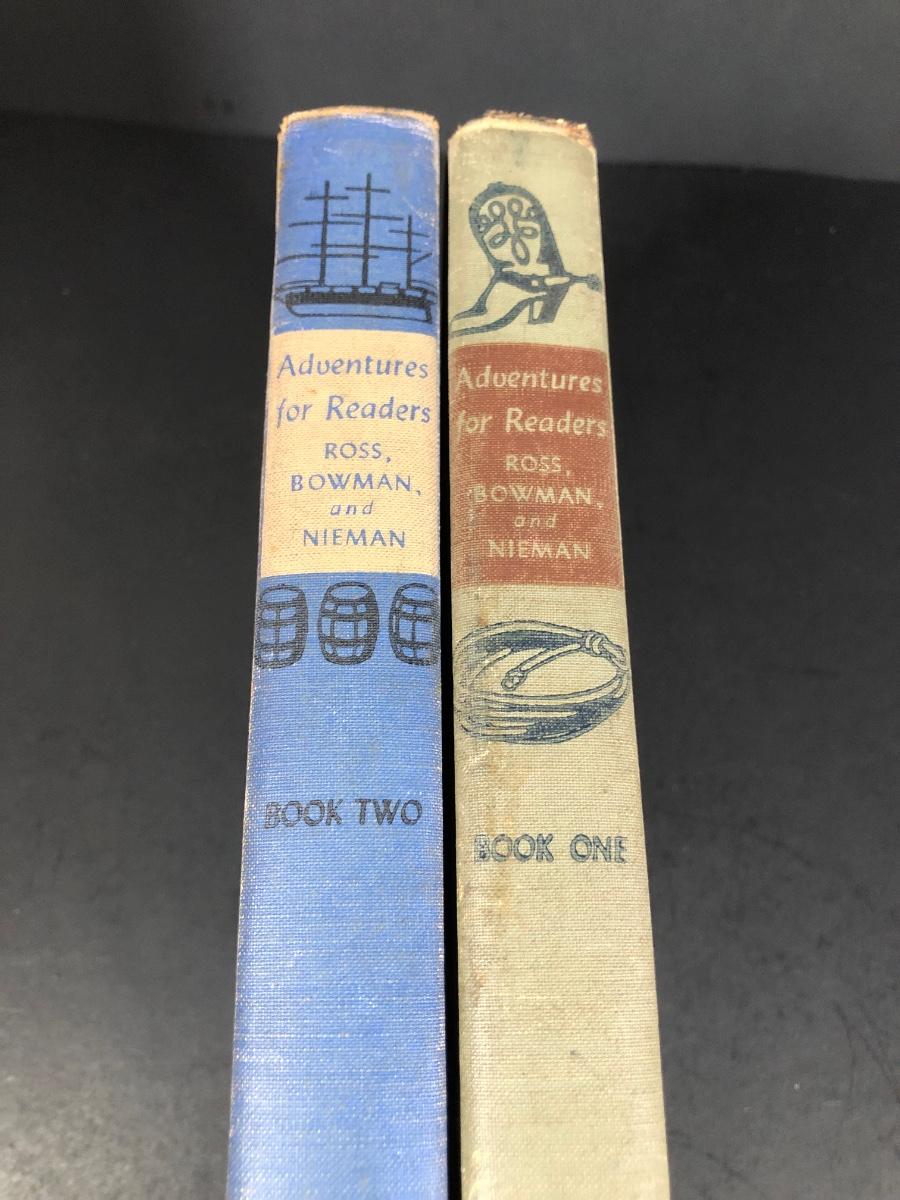 Adventures
for Readers
ROSS,
BOWMAN,
and
NIEMAN
BOOK TWO
Adventures
for Readers
ROSS,
BOWMAN,
and
NIEMAN
BOOK ONE